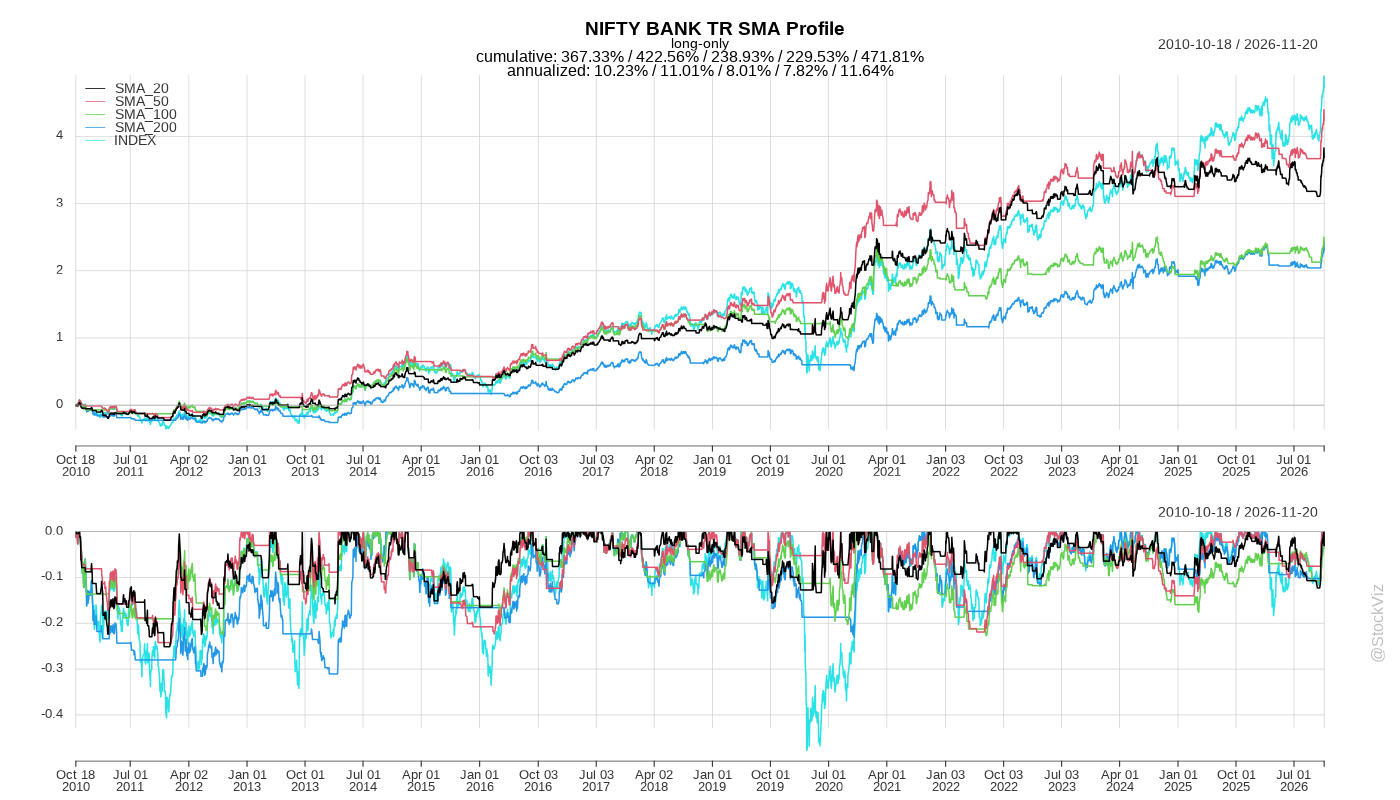 NIFTY BANK TR SMA Profile
long-only
cumulative: 367.33% / 422.56% / 238.93% / 229.53% / 471.81%
annualized: 10.23% / 11.01% / 8.01% / 7.82% / 11.64%
2010-10-18 / 2026-11-20
SMA_20
SMA_50
SMA_100
SMA_200
INDEX
4
3
2
1
0
Oct 18 Jul 01 Apr 02 Jan 01 Oct 01 Jul 01 Apr 01 Jan 01 Oct 03 Jul 03 Apr 02 Jan 01 Oct 01 Jul 01 Apr 01 Jan 03 Oct 03 Jul 03 Apr 01 Jan 01 Oct 01 Jul 01
2010 2011 2012 2013 2013 2014 2015 2016 2016 2017 2018 2019 2019 2020 2021 2022 2022 2023 2024 2025 2025 2026
2010-10-18 / 2026-11-20
0.0
-0.1
-0.2
-0.3
-0.4
Oct 18 Jul 01 Apr 02 Jan 01 Oct 01 Jul 01 Apr 01 Jan 01 Oct 03 Jul 03 Apr 02 Jan 01 Oct 01 Jul 01 Apr 01 Jan 03 Oct 03 Jul 03 Apr 01 Jan 01 Oct 01 Jul 01
2010 2011 2012 2013 2013 2014 2015 2016 2016 2017 2018 2019 2019 2020 2021 2022 2022 2023 2024 2025 2025 2026
@StockViz